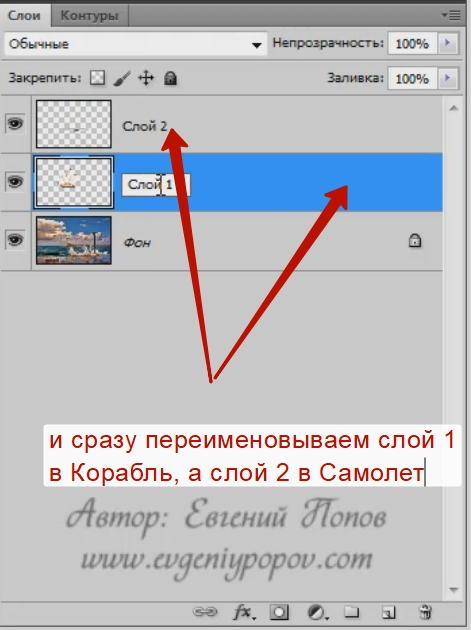 Слои Контуры
Обычные Непрозрачность: 100%
Закрепить: Заливка: 100%
Слой 2
Слой 1
Фон
и сразу переименовываем слой 1
в Корабль, а слой 2 в Самолет
Автор: Евгений Попов
www.evgeniypopov.com
fx.